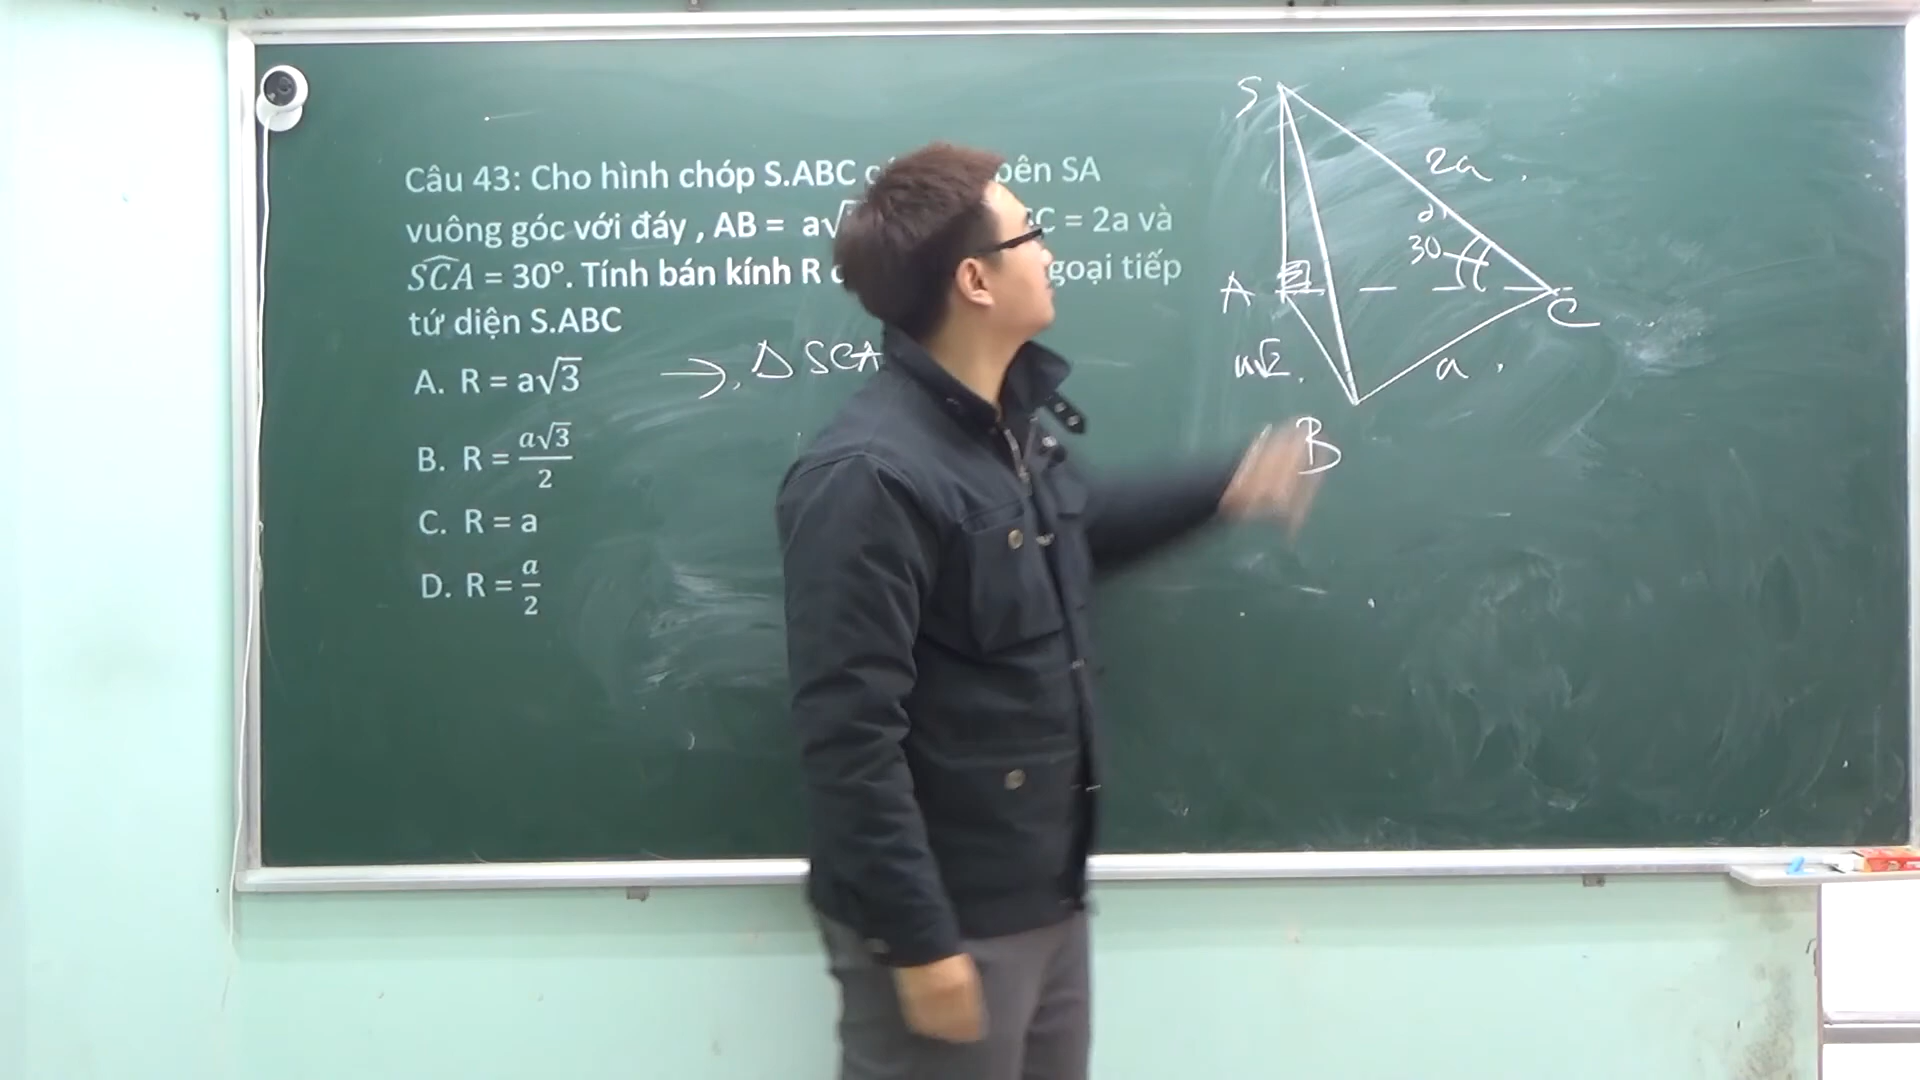 Câu 43: Cho hình chóp S.ABC bên SA
vuông góc với đáy , AB = a√ = 2a và
SCA = 30°. Tính bán kính R goại tiếp
tứ diện S.ABC
A. R = a√3
B. R = a√3/2
C. R = a
D. R = a/2
→ Δ SCA
S
2a
30
A
C
a√2
a
B